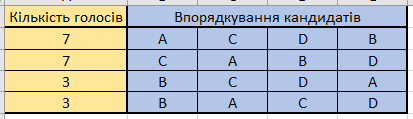 Кількість голосів Впорядкування кандидатів
7 A C D B
7 C A B D
3 B C D A
3 B A C D